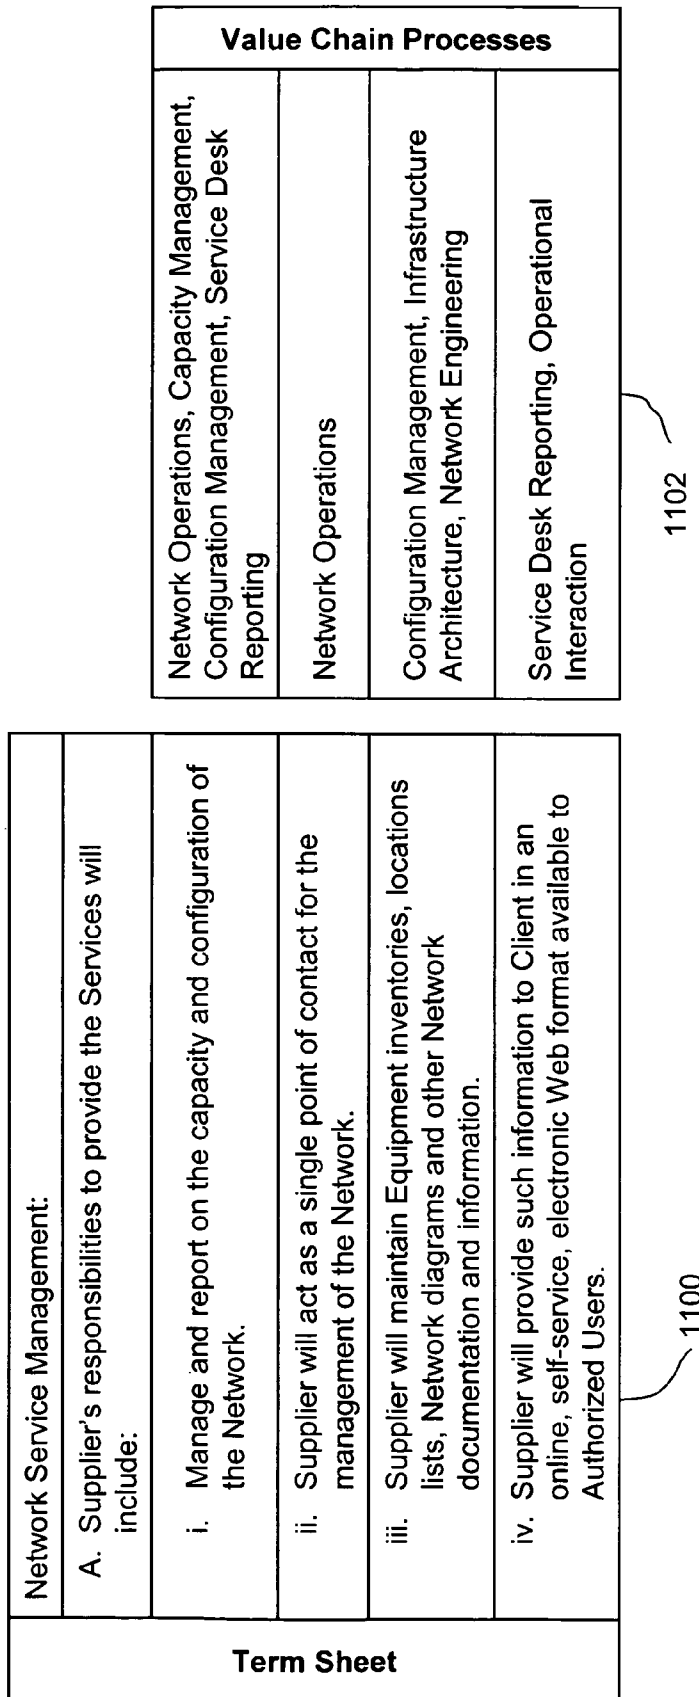 Term Sheet
Network Service Management:
A. Supplier's responsibilities to provide the Services will
include:
i. Manage and report on the capacity and configuration of
the Network.
ii. Supplier will act as a single point of contact for the
management of the Network.
iii. Supplier will maintain Equipment inventories, locations
lists, Network diagrams and other Network
documentation and information.
iv. Supplier will provide such information to Client in an
online, self-service, electronic Web format available to
Authorized Users.
1100
Value Chain Processes
Network Operations, Capacity Management,
Configuration Management, Service Desk
Reporting
Network Operations
Configuration Management, Infrastructure
Architecture, Network Engineering
Service Desk Reporting, Operational
Interaction
1102